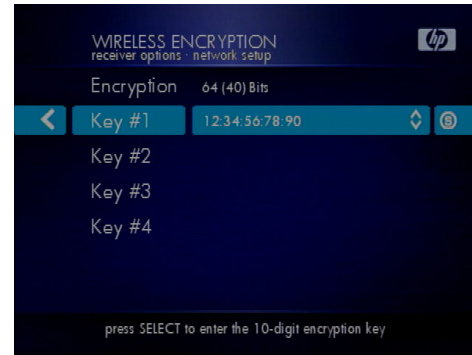 WIRELESS ENCRYPTION
hp
receiver options · network setup
Encryption 64 (40) Bits
Key #1 12:34:56:78:90
Key #2
Key #3
Key #4
press SELECT to enter the 10-digit encryption key